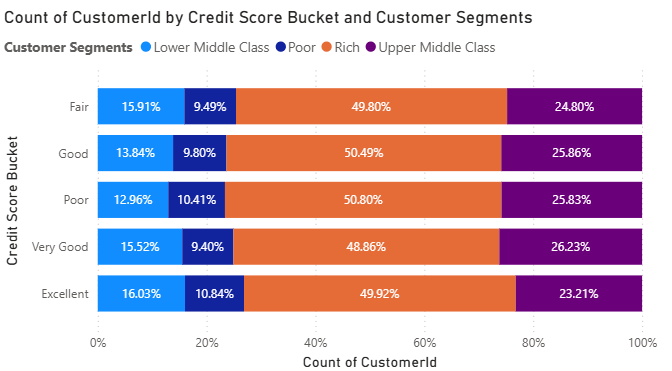 Count of CustomerId by Credit Score Bucket and Customer Segments
Customer Segments Lower Middle Class Poor Rich Upper Middle Class
Credit Score Bucket
Fair 15.91% 9.49% 49.80% 24.80%
Good 13.84% 9.80% 50.49% 25.86%
Poor 12.96% 10.41% 50.80% 25.83%
Very Good 15.52% 9.40% 48.86% 26.23%
Excellent 16.03% 10.84% 49.92% 23.21%
0% 20% 40% 60% 80% 100%
Count of CustomerId